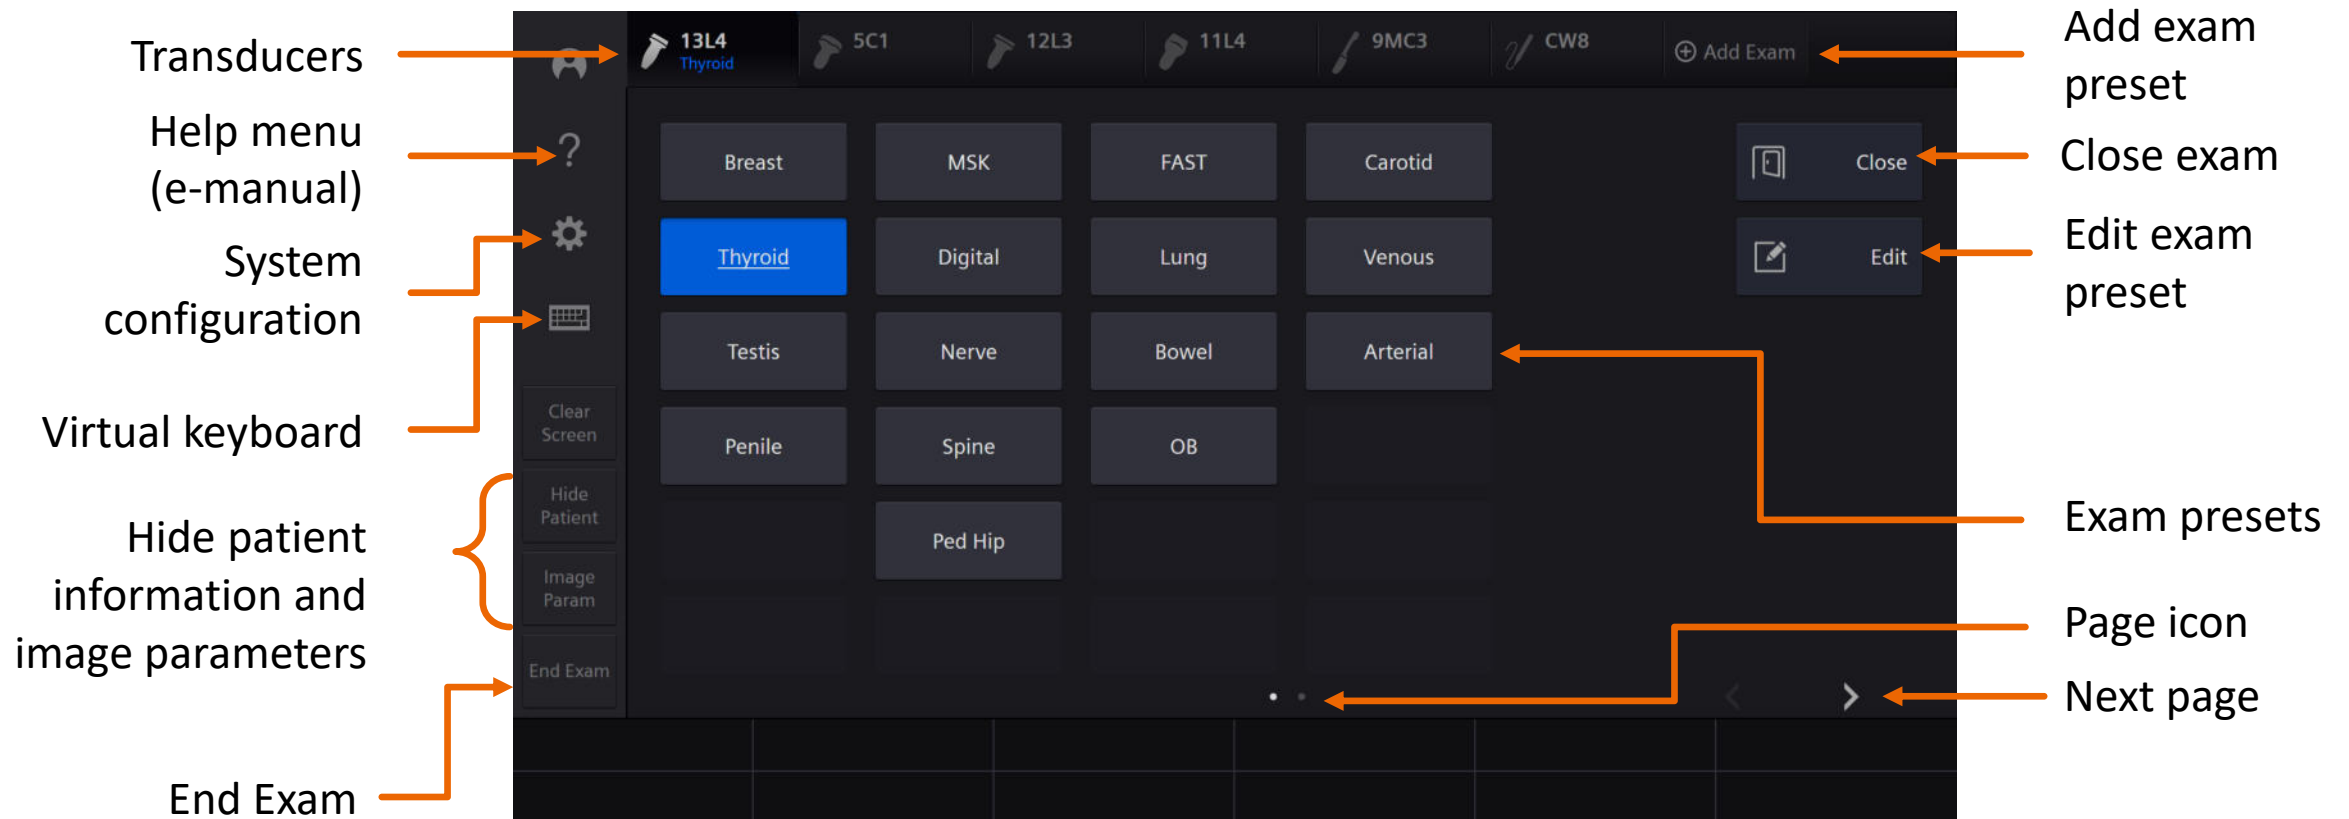 Transducers
Help menu
(e-manual)
System
configuration
Virtual keyboard
Hide patient
information and
image parameters
End Exam
13L4
Thyroid
5C1
12L3
11L4
9MC3
CW8
Add Exam
Breast
MSK
FAST
Carotid
Thyroid
Digital
Lung
Venous
Testis
Nerve
Bowel
Arterial
Penile
Spine
OB
Ped Hip
Close
Edit
Clear
Screen
Hide
Patient
Image
Param
End Exam
Add exam
preset
Close exam
Edit exam
preset
Exam presets
Page icon
Next page